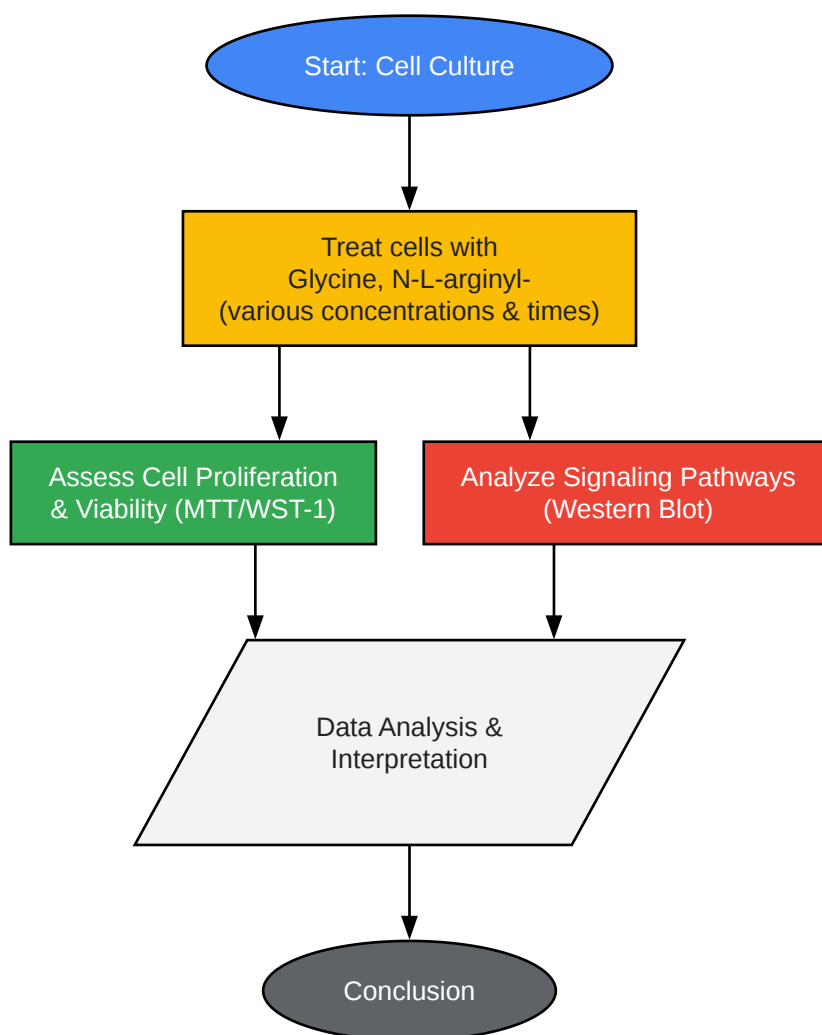 Start: Cell Culture
Treat cells with
Glycine, N-L-arginyl-
(various concentrations & times)
Assess Cell Proliferation
& Viability (MTT/WST-1)
Analyze Signaling Pathways
(Western Blot)
Data Analysis &
Interpretation
Conclusion